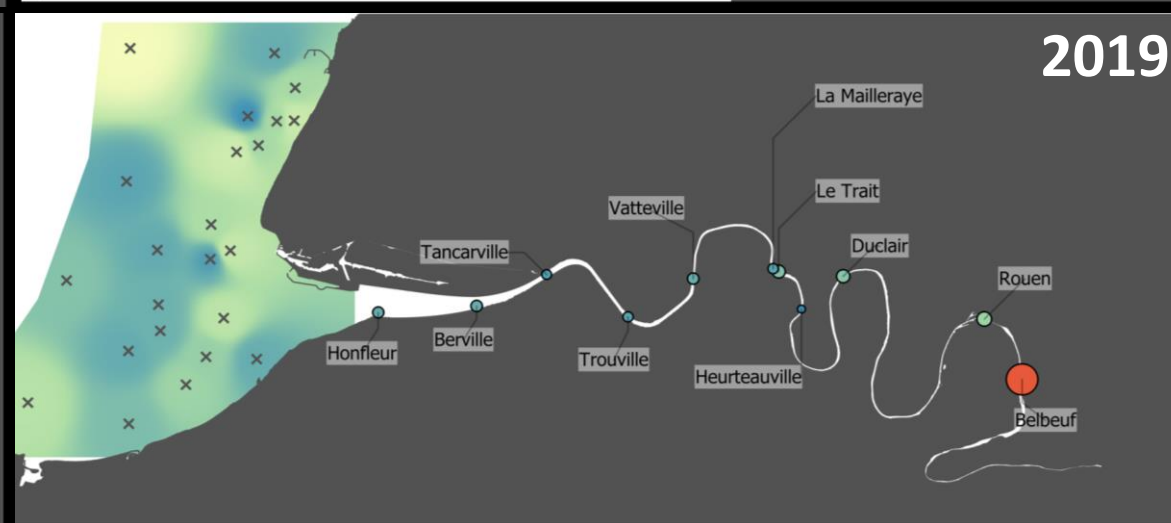 2019
La Mailleraye
Le Trait
Vatteville
Duclair
Tancarville
Rouen
Berville
Honfleur
Trouville
Heurteauville
Belbeuf